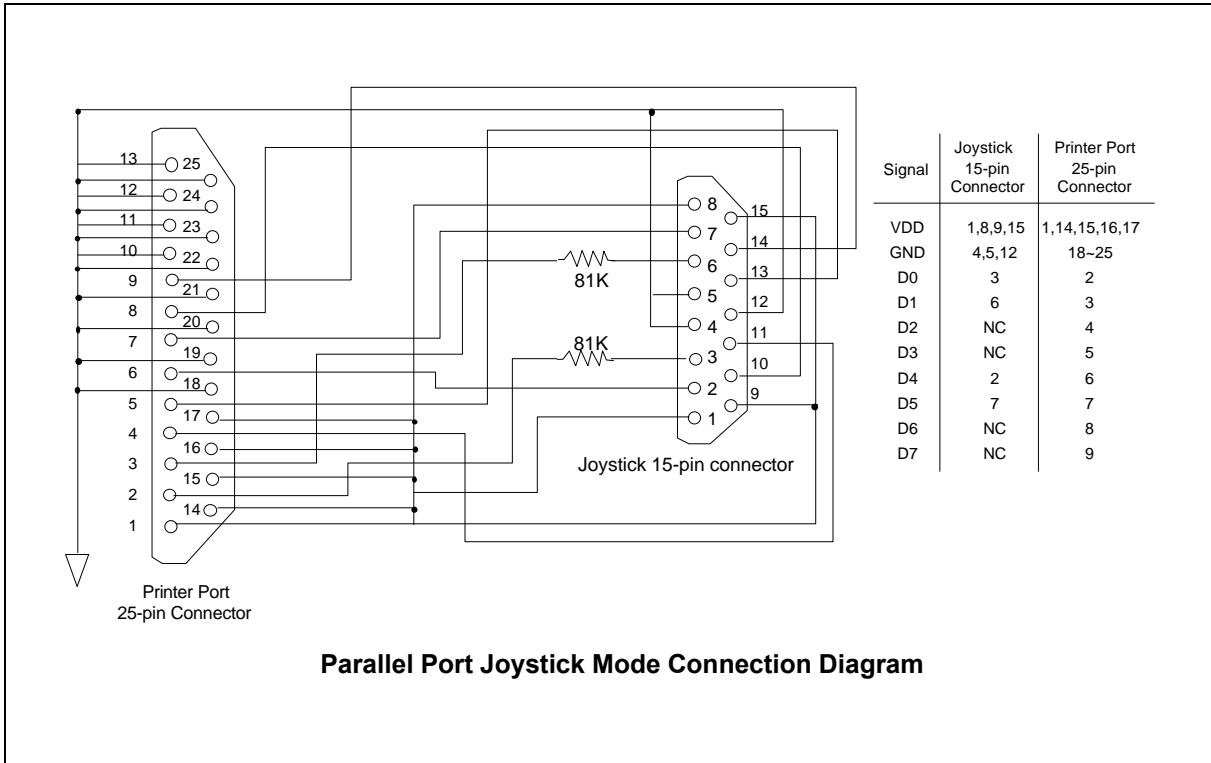 13
25
12
24
11
23
10
22
9
21
8
20
7
19
6
18
5
17
4
16
3
15
2
14
1
Printer Port
25-pin Connector
81K
81K
8
15
7
14
6
13
5
12
4
11
3
10
2
9
1
Joystick 15-pin connector
Signal Joystick 15-pin Connector Printer Port 25-pin Connector
VDD 1,8,9,15 1,14,15,16,17
GND 4,5,12 18~25
D0 3 2
D1 6 3
D2 NC 4
D3 NC 5
D4 2 6
D5 7 7
D6 NC 8
D7 NC 9
Parallel Port Joystick Mode Connection Diagram